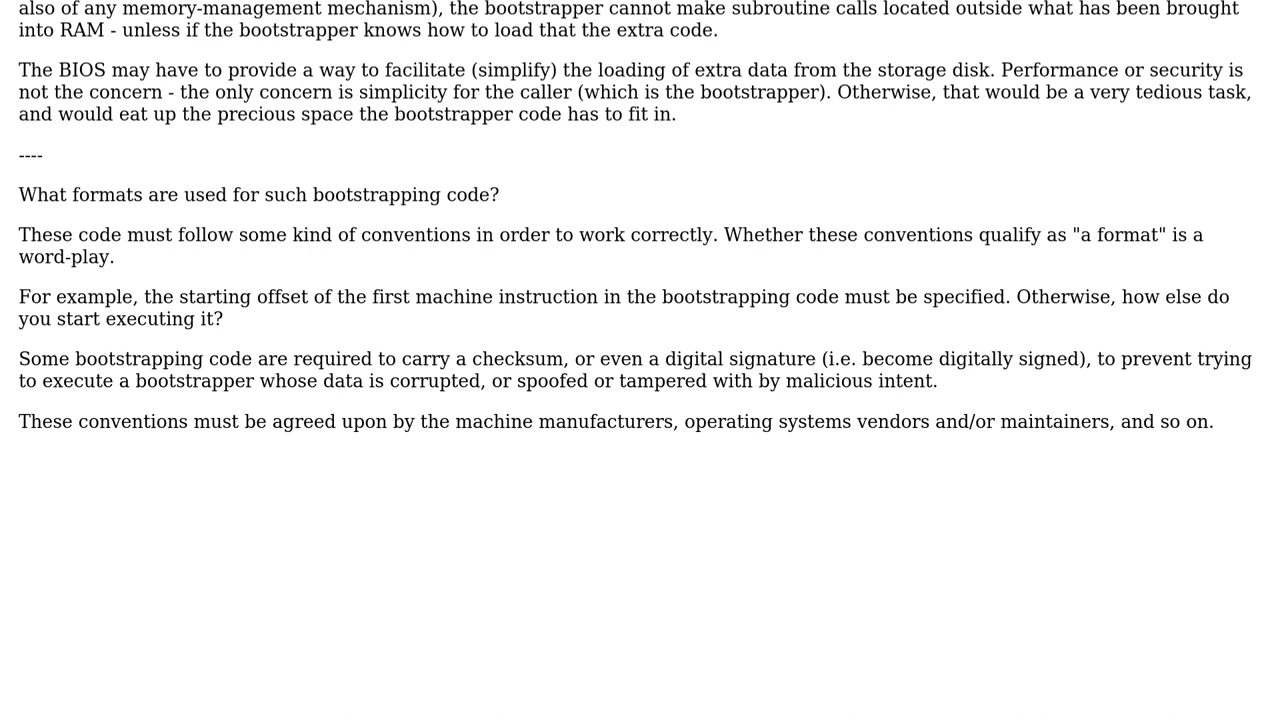 also of any memory-management mechanism), the bootstrapper cannot make subroutine calls located outside what has been brought
into RAM - unless if the bootstrapper knows how to load that the extra code.
The BIOS may have to provide a way to facilitate (simplify) the loading of extra data from the storage disk. Performance or security is
not the concern - the only concern is simplicity for the caller (which is the bootstrapper). Otherwise, that would be a very tedious task,
and would eat up the precious space the bootstrapper code has to fit in.
----
What formats are used for such bootstrapping code?
These code must follow some kind of conventions in order to work correctly. Whether these conventions qualify as "a format" is a
word-play.
For example, the starting offset of the first machine instruction in the bootstrapping code must be specified. Otherwise, how else do
you start executing it?
Some bootstrapping code are required to carry a checksum, or even a digital signature (i.e. become digitally signed), to prevent trying
to execute a bootstrapper whose data is corrupted, or spoofed or tampered with by malicious intent.
These conventions must be agreed upon by the machine manufacturers, operating systems vendors and/or maintainers, and so on.